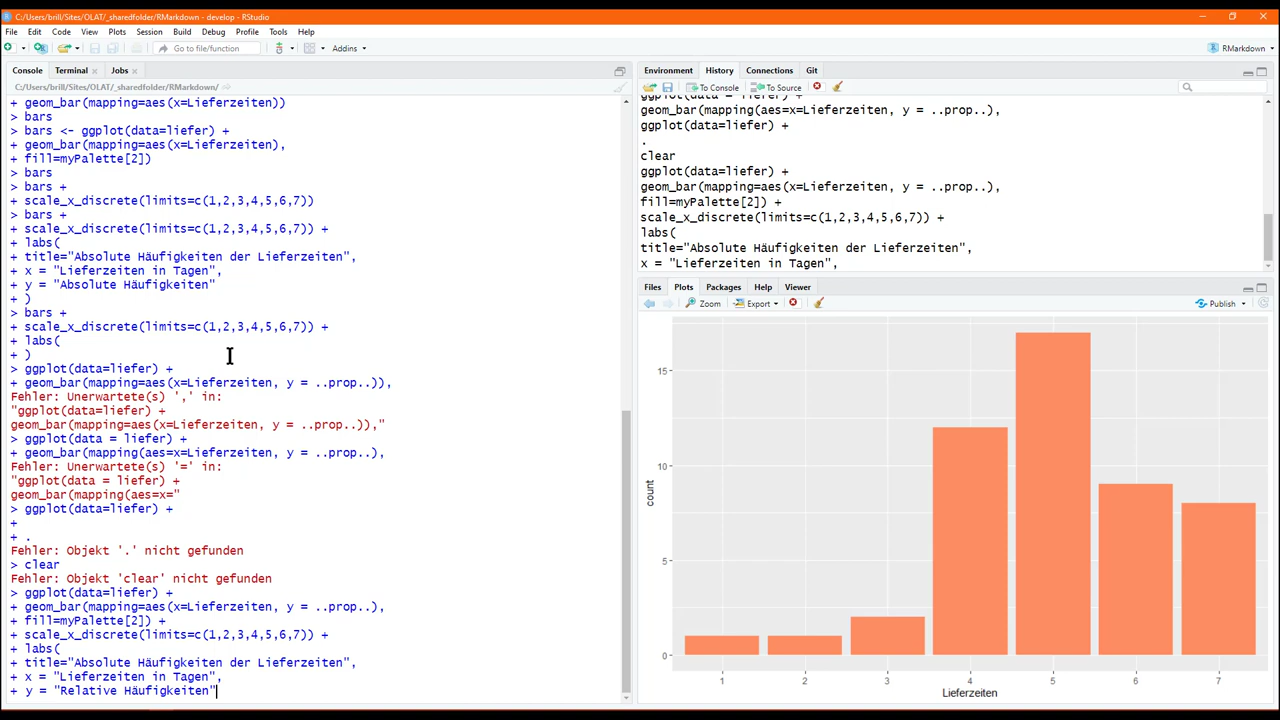 C:/Users/brill/Sites/OLAT/_sharedfolder/RMarkdown - develop - RStudio
File Edit Code View Plots Session Build Debug Profile Tools Help
Go to file/function Addins RMarkdown
Console Terminal Jobs
C:/Users/brill/Sites/OLAT/_sharedfolder/RMarkdown/
+ geom_bar(mapping=aes(x=Lieferzeiten))
> bars
> bars <- ggplot(data=liefer) +
+ geom_bar(mapping=aes(x=Lieferzeiten),
+ fill=myPalette[2])
> bars
> bars +
+ scale_x_discrete(limits=c(1,2,3,4,5,6,7))
> bars +
+ scale_x_discrete(limits=c(1,2,3,4,5,6,7)) +
+ labs(
+ title="Absolute Häufigkeiten der Lieferzeiten",
+ x = "Lieferzeiten in Tagen",
+ y = "Absolute Häufigkeiten"
+ )
> bars +
+ scale_x_discrete(limits=c(1,2,3,4,5,6,7)) +
+ labs(
+ )
> ggplot(data=liefer) +
+ geom_bar(mapping=aes(x=Lieferzeiten, y = ..prop..)),
Fehler: Unerwartete(s) ',' in:
"ggplot(data=liefer) +
geom_bar(mapping=aes(x=Lieferzeiten, y = ..prop..)),"
> ggplot(data = liefer) +
+ geom_bar(mapping(aes=x=Lieferzeiten, y = ..prop..),
Fehler: Unerwartete(s) '=' in:
"ggplot(data = liefer) +
geom_bar(mapping(aes=x="
> ggplot(data=liefer) +
+
+ .
Fehler: Objekt '.' nicht gefunden
> clear
Fehler: Objekt 'clear' nicht gefunden
> ggplot(data=liefer) +
+ geom_bar(mapping=aes(x=Lieferzeiten, y = ..prop..),
+ fill=myPalette[2]) +
+ scale_x_discrete(limits=c(1,2,3,4,5,6,7)) +
+ labs(
+ title="Absolute Häufigkeiten der Lieferzeiten",
+ x = "Lieferzeiten in Tagen",
+ y = "Relative Häufigkeiten"
Environment History Connections Git
To Console To Source
ggplot(data = liefer) +
geom_bar(mapping(aes=x=Lieferzeiten, y = ..prop..),
ggplot(data=liefer) +
.
clear
ggplot(data=liefer) +
geom_bar(mapping=aes(x=Lieferzeiten, y = ..prop..),
fill=myPalette[2]) +
scale_x_discrete(limits=c(1,2,3,4,5,6,7)) +
labs(
title="Absolute Häufigkeiten der Lieferzeiten",
x = "Lieferzeiten in Tagen",
Files Plots Packages Help Viewer
Zoom Export Publish
15
10
5
0
count
1 2 3 4 5 6 7
Lieferzeiten